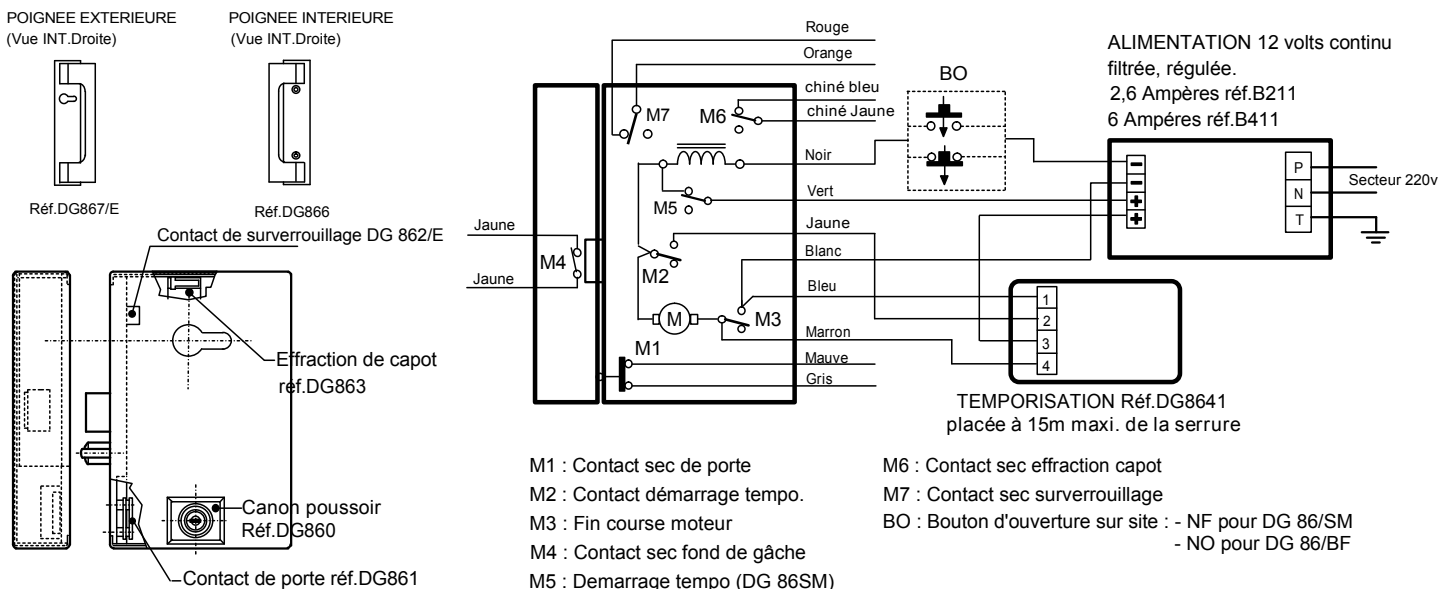 POIGNEE EXTERIEURE
(Vue INT.Droite)
POIGNEE INTERIEURE
(Vue INT.Droite)
Réf.DG867/E
Réf.DG866
Contact de surverrouillage DG 862/E
Effraction de capot
réf.DG863
Canon poussoir
Réf.DG860
Contact de porte réf.DG861
Rouge
Orange
chiné bleu
chiné Jaune
Noir
Vert
Jaune
Blanc
Bleu
Marron
Mauve
Gris
Jaune
Jaune
M7
M6
M5
M4
M2
M
M3
M1
BO
ALIMENTATION 12 volts continu
filtrée, régulée.
2,6 Ampères réf.B211
6 Ampéres réf.B411
−
−
+
+
P
N
T
Secteur 220v
1
2
3
4
TEMPORISATION Réf.DG8641
placée à 15m maxi. de la serrure
M1 : Contact sec de porte
M2 : Contact démarrage tempo.
M3 : Fin course moteur
M4 : Contact sec fond de gâche
M5 : Demarrage tempo (DG 86SM)
M6 : Contact sec effraction capot
M7 : Contact sec surverrouillage
BO : Bouton d'ouverture sur site : - NF pour DG 86/SM
- NO pour DG 86/BF